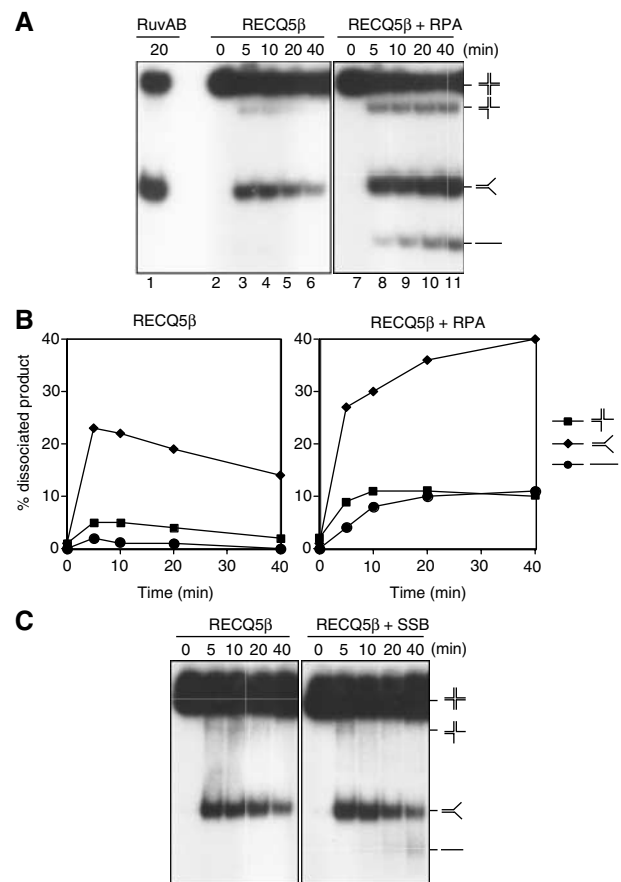 A
RuvAB RECQ5β RECQ5β + RPA
20 0 5 10 20 40 0 5 10 20 40 (min)
1 2 3 4 5 6 7 8 9 10 11
B
RECQ5β RECQ5β + RPA
% dissociated product
40 40
30 30
20 20
10 10
0 0
0 10 20 30 40 0 10 20 30 40
Time (min) Time (min)
C
RECQ5β RECQ5β + SSB
0 5 10 20 40 0 5 10 20 40 (min)